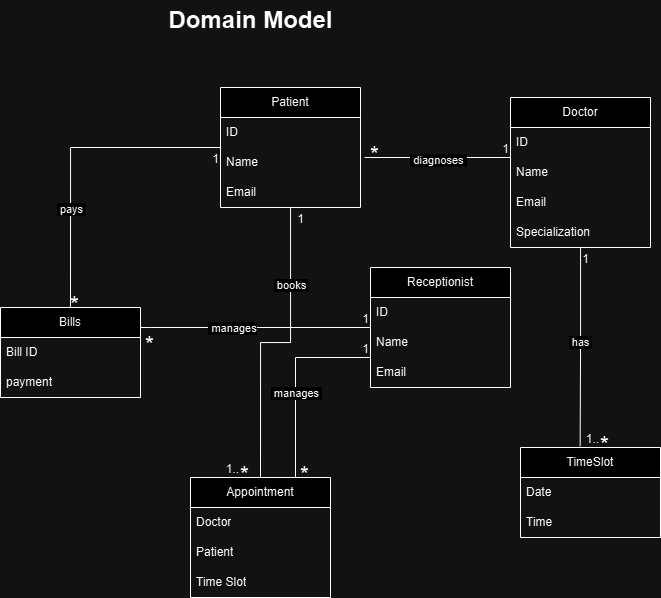 Domain Model
Patient
ID
Name
Email
1
1
*
diagnoses
1
Doctor
ID
Name
Email
Specialization
1
pays
*
books
Receptionist
ID
Name
Email
1
1
Bills
Bill ID
payment
*
manages
manages
has
1..*
1..*
*
Appointment
Doctor
Patient
Time Slot
TimeSlot
Date
Time